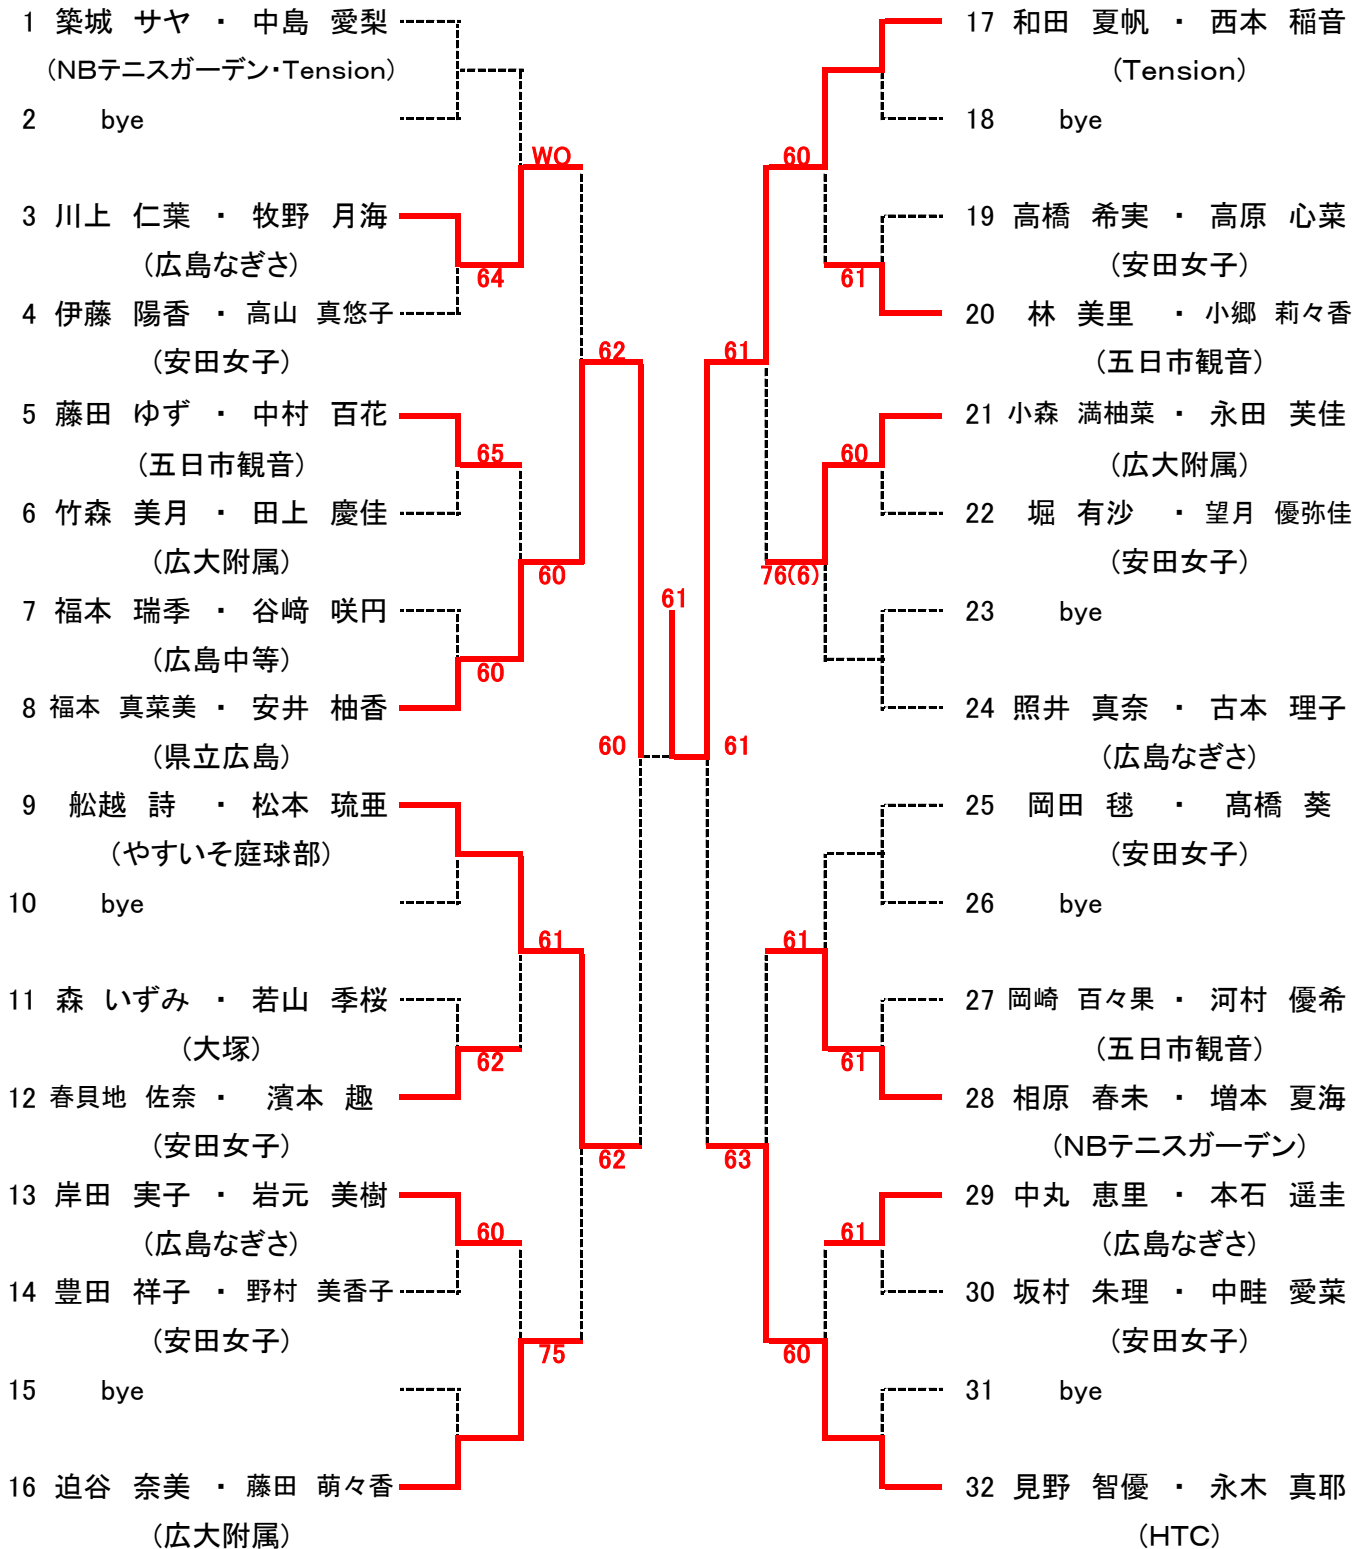 1 築城 サヤ ・ 中島 愛梨
(NBテニスガーデン・Tension)
2 bye
WO
3 川上 仁葉 ・ 牧野 月海
(広島なぎさ)
64
4 伊藤 陽香 ・ 高山 真悠子
(安田女子)
62
5 藤田 ゆず ・ 中村 百花
(五日市観音)
65
6 竹森 美月 ・ 田上 慶佳
(広大附属)
60
7 福本 瑞季 ・ 谷﨑 咲円
(広島中等)
60
8 福本 真菜美 ・ 安井 柚香
(県立広島)
60
9 舩越 詩 ・ 松本 琉亜
(やすいそ庭球部)
10 bye
61
11 森 いずみ ・ 若山 季桜
(大塚)
62
12 春貝地 佐奈 ・ 濱本 趣
(安田女子)
62
13 岸田 実子 ・ 岩元 美樹
(広島なぎさ)
60
14 豊田 祥子 ・ 野村 美香子
(安田女子)
75
15 bye
16 迫谷 奈美 ・ 藤田 萌々香
(広大附属)
61
17 和田 夏帆 ・ 西本 稲音
(Tension)
18 bye
60
19 高橋 希実 ・ 高原 心菜
(安田女子)
61
20 林 美里 ・ 小郷 莉々香
(五日市観音)
61
21 小森 満柚菜 ・ 永田 芙佳
(広大附属)
60
22 堀 有沙 ・ 望月 優弥佳
(安田女子)
76(6)
23 bye
24 照井 真奈 ・ 古本 理子
(広島なぎさ)
61
25 岡田 毬 ・ 髙橋 葵
(安田女子)
26 bye
61
27 岡崎 百々果 ・ 河村 優希
(五日市観音)
61
28 相原 春未 ・ 増本 夏海
(NBテニスガーデン)
63
29 中丸 恵里 ・ 本石 遥圭
(広島なぎさ)
61
30 坂村 朱理 ・ 中畦 愛菜
(安田女子)
60
31 bye
32 見野 智優 ・ 永木 真耶
(HTC)